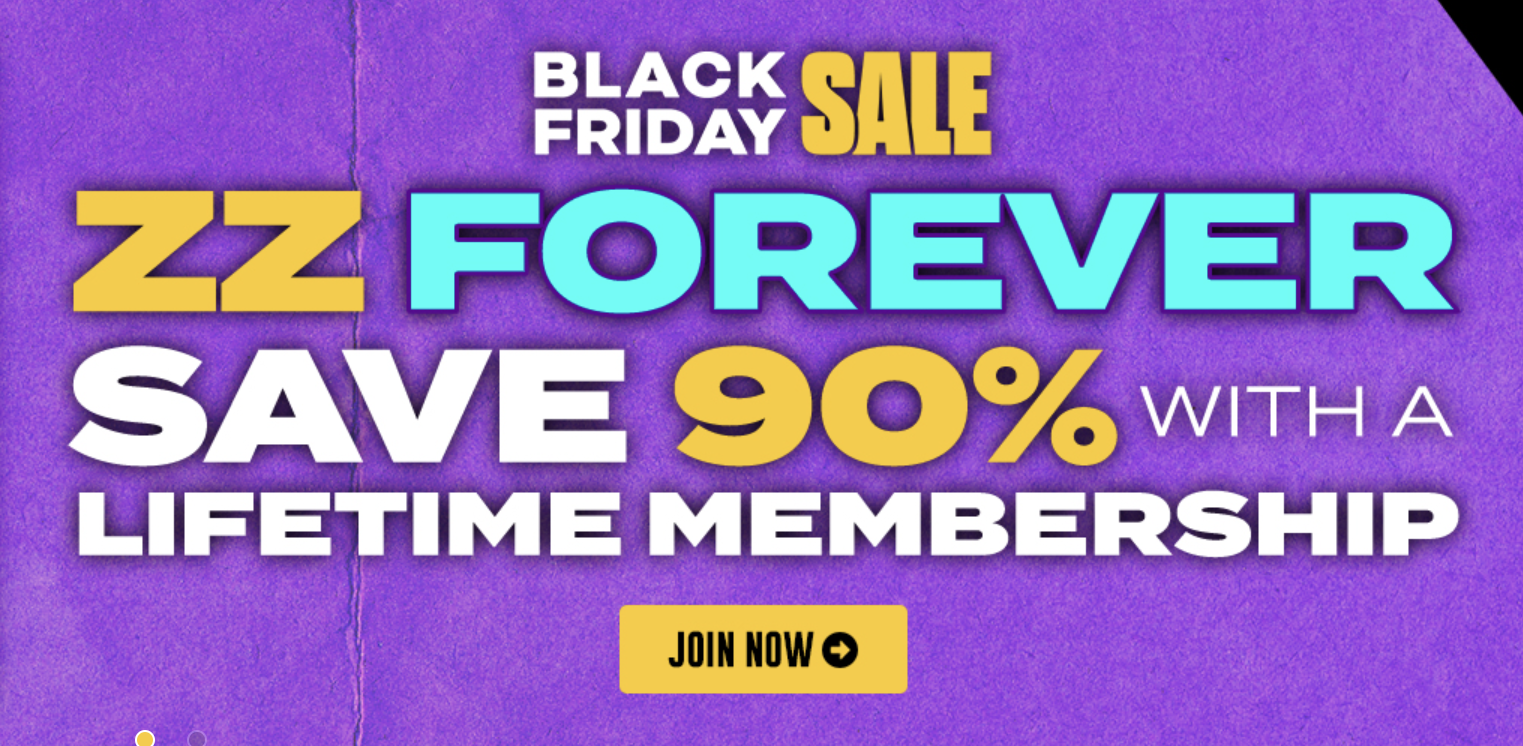 BLACK FRIDAY SALE
ZZ FOREVER
SAVE 90% WITH A
LIFETIME MEMBERSHIP
JOIN NOW